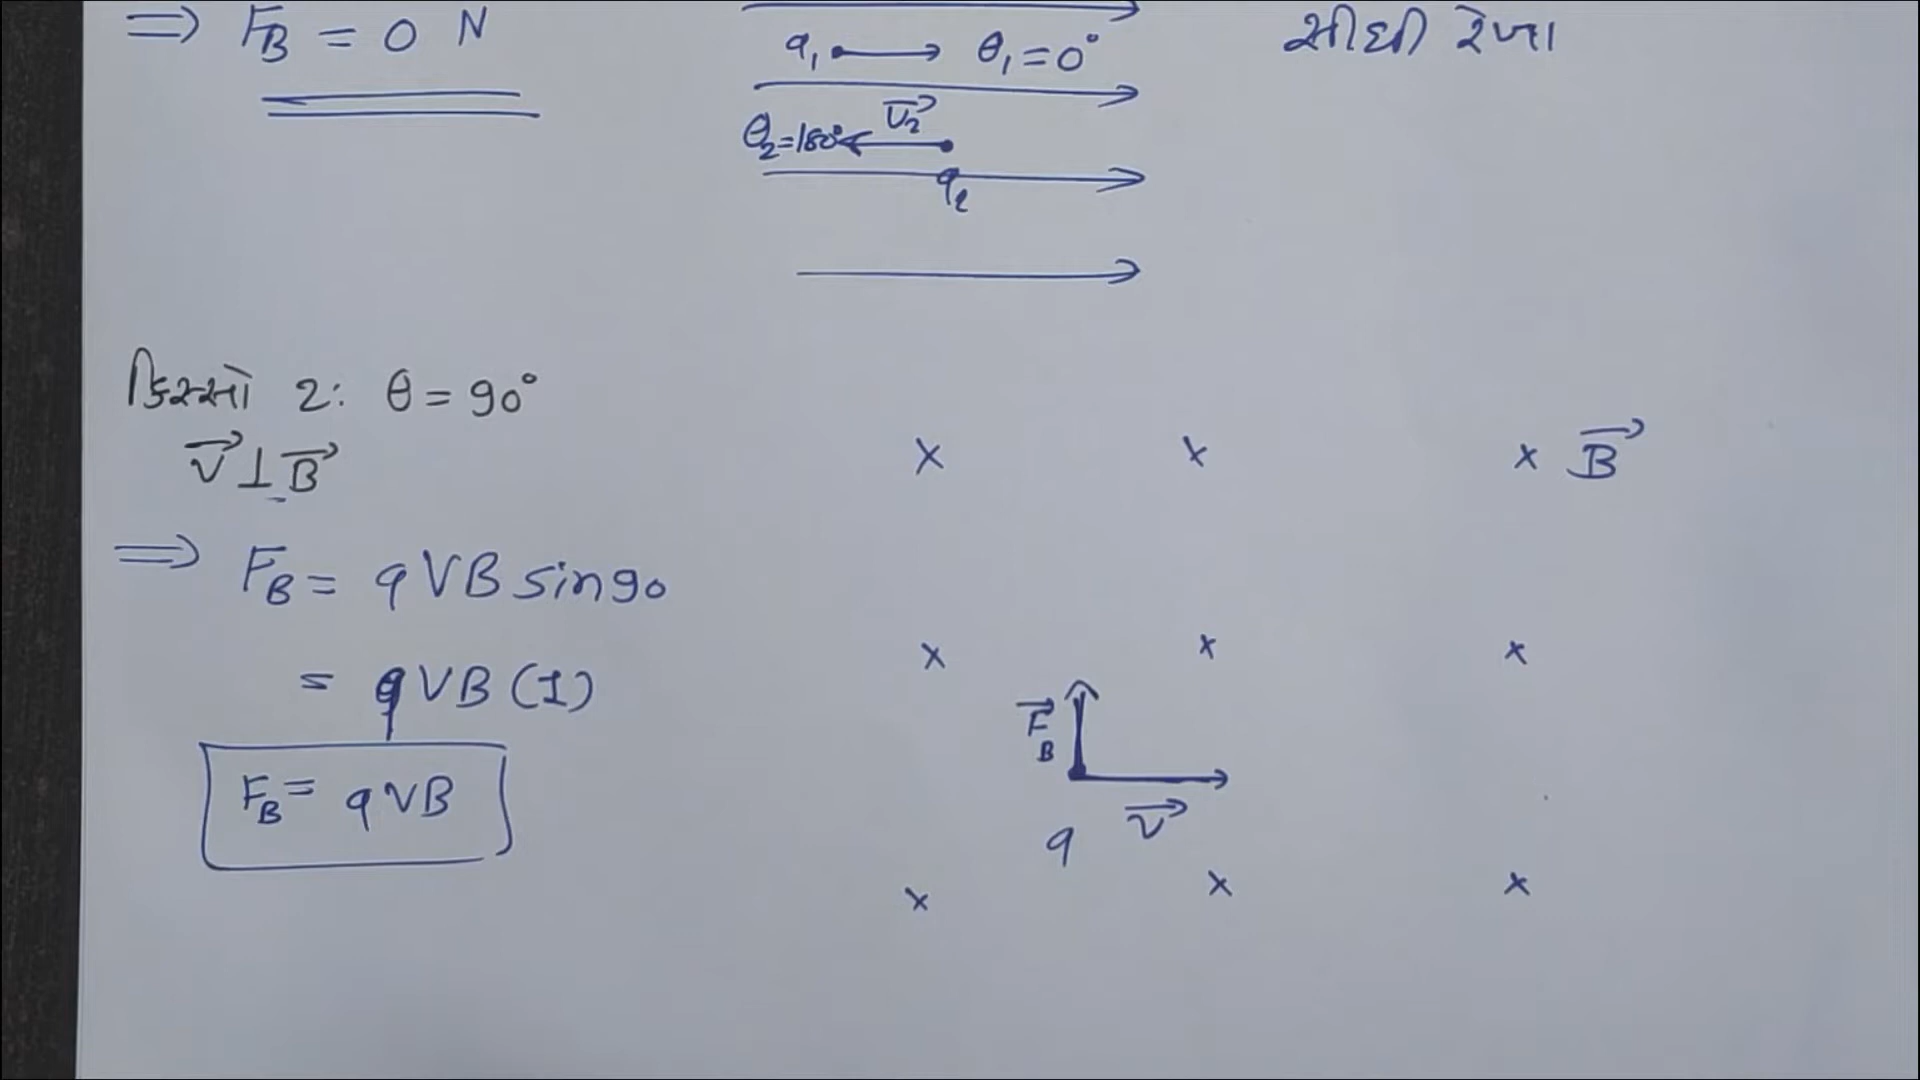 ⇒ F_B = 0 N
q₁ θ₁ = 0°
સીધી રેખા
θ₂ = 180° v₂→
q₂
કિસ્સો 2: θ = 90°
v→ ⊥ B→
x x x B→
⇒ F_B = qVB sin90
x x x
= qVB (1)
F_B→
F_B = qVB
v→
q
x x x